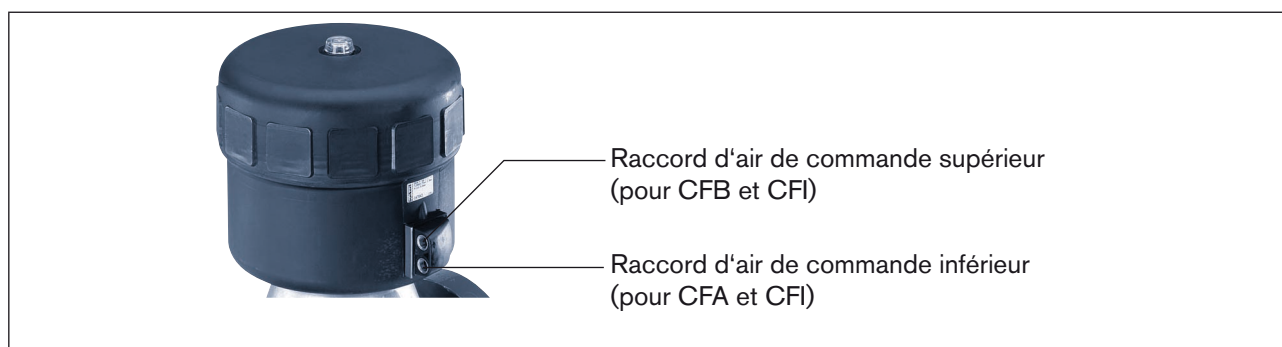 Raccord d‘air de commande supérieur
(pour CFB et CFI)
Raccord d‘air de commande inférieur
(pour CFA et CFI)